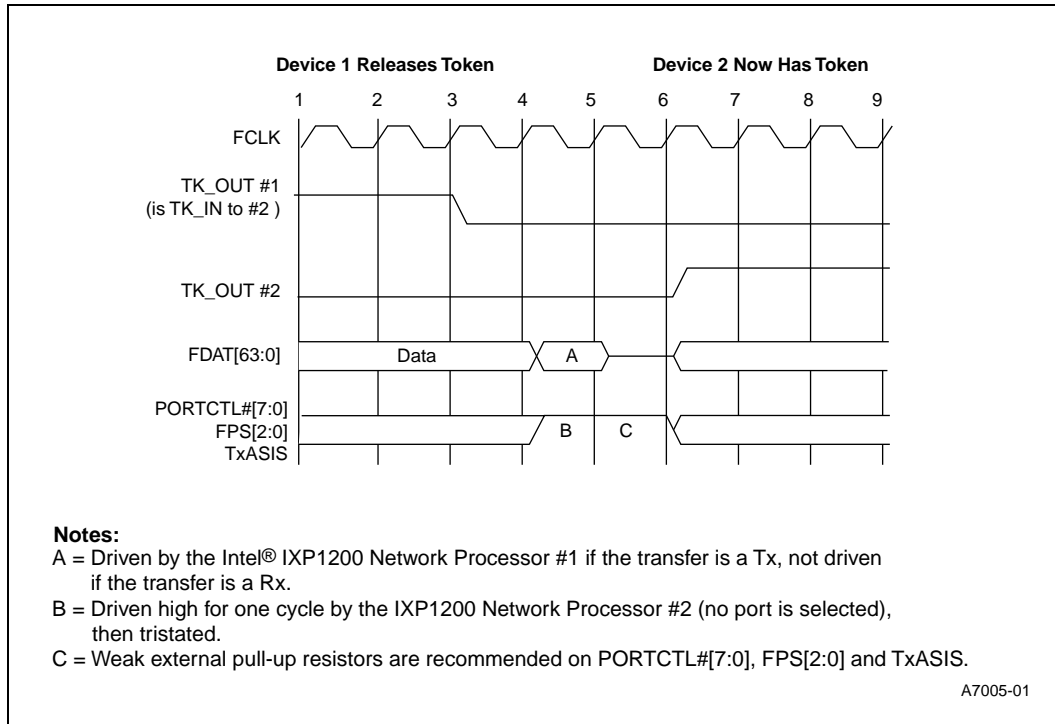 Device 1 Releases Token Device 2 Now Has Token
1 2 3 4 5 6 7 8 9
FCLK
TK_OUT #1
(is TK_IN to #2 )
TK_OUT #2
FDAT[63:0] Data A
PORTCTL#[7:0]
FPS[2:0] B C
TxASIS
Notes:
A = Driven by the Intel® IXP1200 Network Processor #1 if the transfer is a Tx, not driven
if the transfer is a Rx.
B = Driven high for one cycle by the IXP1200 Network Processor #2 (no port is selected),
then tristated.
C = Weak external pull-up resistors are recommended on PORTCTL#[7:0], FPS[2:0] and TxASIS.
A7005-01